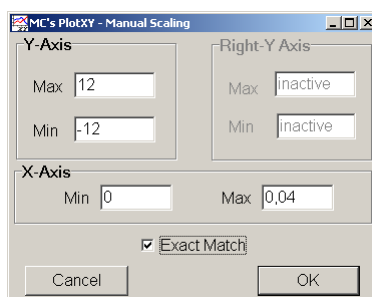 MC's PlotXY - Manual Scaling
Y-Axis
Max 12
Min -12
Right-Y Axis
Max inactive
Min inactive
X-Axis
Min 0 Max 0,04
Exact Match
Cancel OK